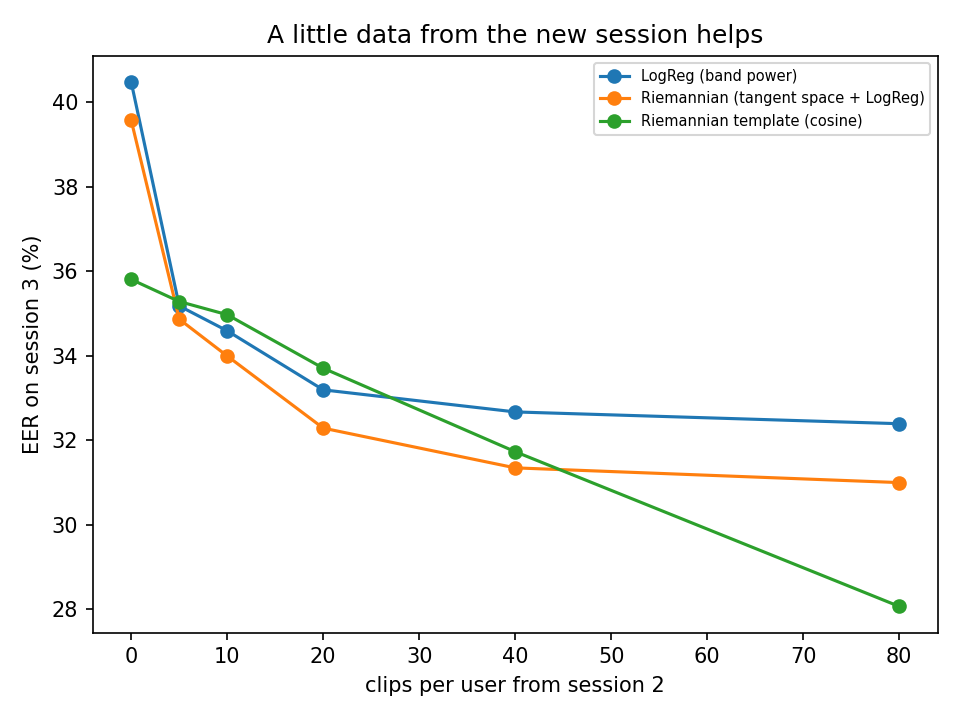 A little data from the new session helps
LogReg (band power)
Riemannian (tangent space + LogReg)
Riemannian template (cosine)
EER on session 3 (%)
40
38
36
34
32
30
28
0 10 20 30 40 50 60 70 80
clips per user from session 2